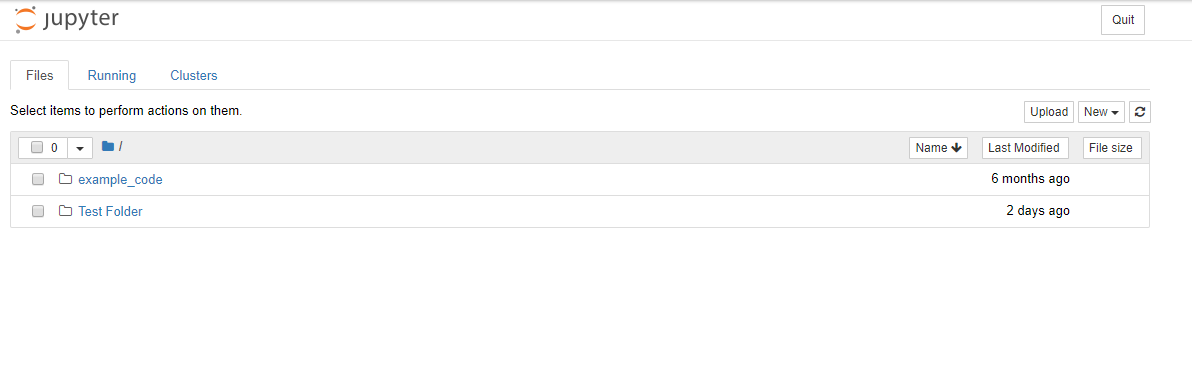 jupyter
Quit
Files Running Clusters
Select items to perform actions on them.
Upload New
0 / Name Last Modified File size
example_code 6 months ago
Test Folder 2 days ago